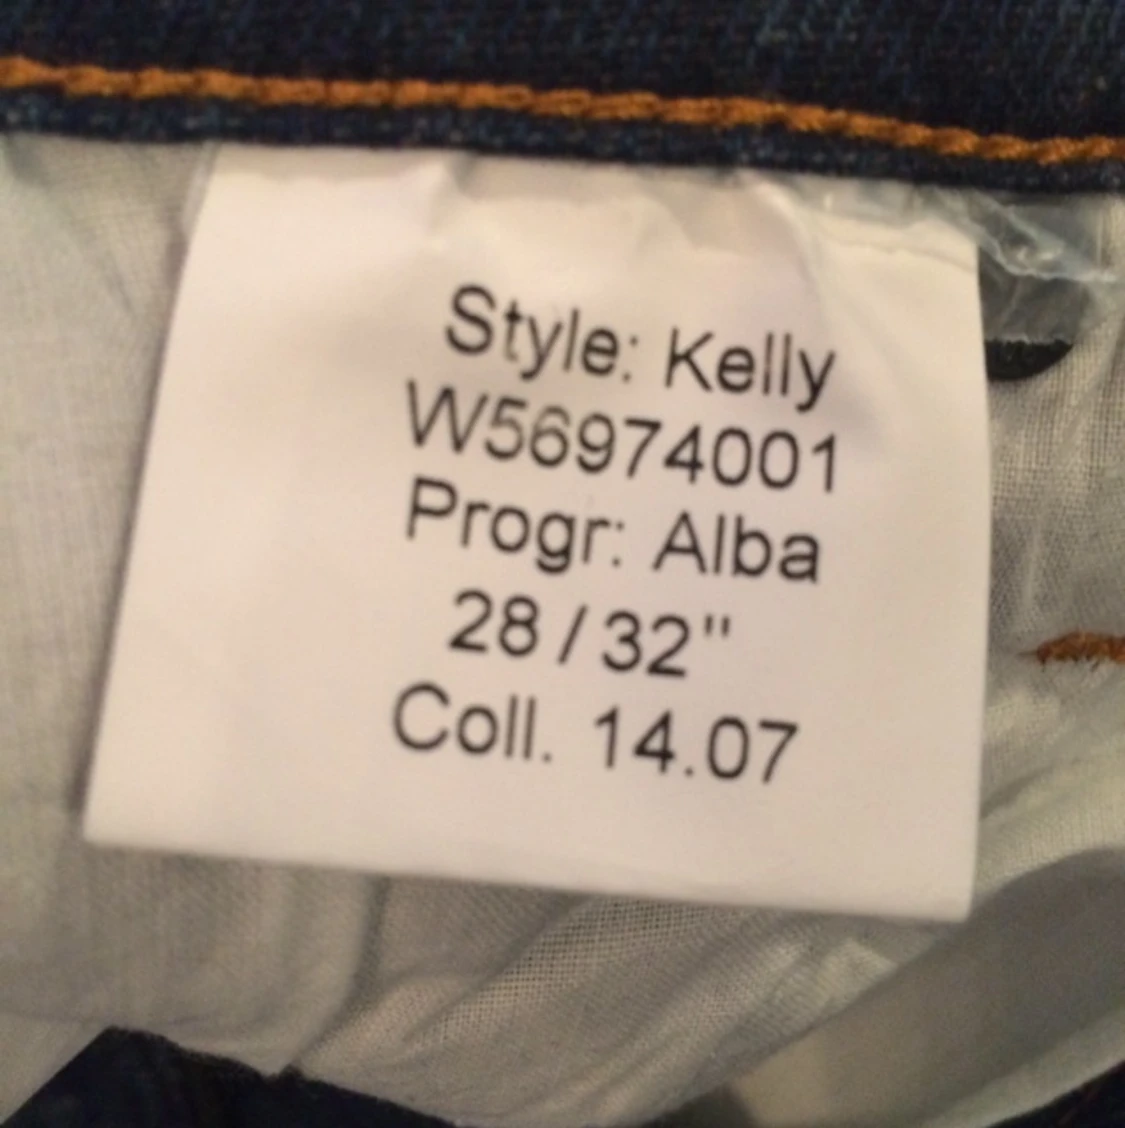 Style: Kelly
W56974001
Progr: Alba
28 / 32"
Coll. 14.07